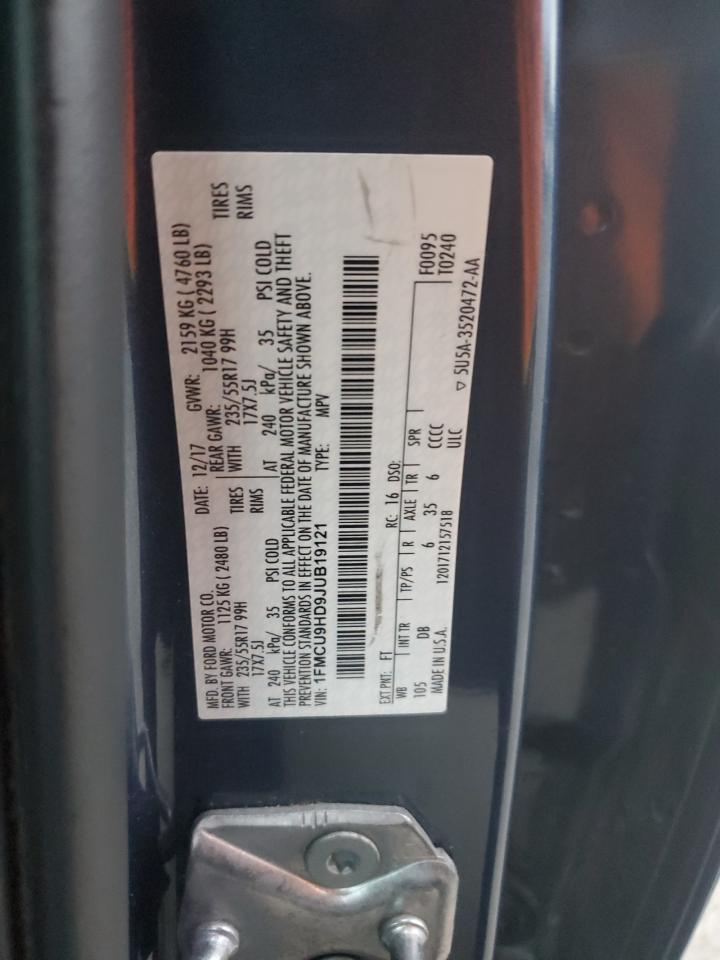 MFD. BY FORD MOTOR CO. DATE: 12/17 GVWR: 2159 KG ( 4760 LB)
FRONT GAWR: 1125 KG ( 2480 LB) REAR GAWR: 1040 KG ( 2293 LB)
WITH 235/55R17 99H TIRES WITH 235/55R17 99H TIRES
17X7.5J RIMS 17X7.5J RIMS
AT 240 kPa/ 35 PSI COLD AT 240 kPa/ 35 PSI COLD
THIS VEHICLE CONFORMS TO ALL APPLICABLE FEDERAL MOTOR VEHICLE SAFETY AND THEFT
PREVENTION STANDARDS IN EFFECT ON THE DATE OF MANUFACTURE SHOWN ABOVE.
VIN: 1FMCU9HD9JUB19121 TYPE: MPV
F0095
T0240
EXT PNT: FT RC: 16 DSO:
WB INT TR TP/PS R AXLE TR SPR
105 DB 6 35 6 CCCC
MADE IN U.S.A. 1201712157518 ULC
▽ 5U5A-3520472-AA